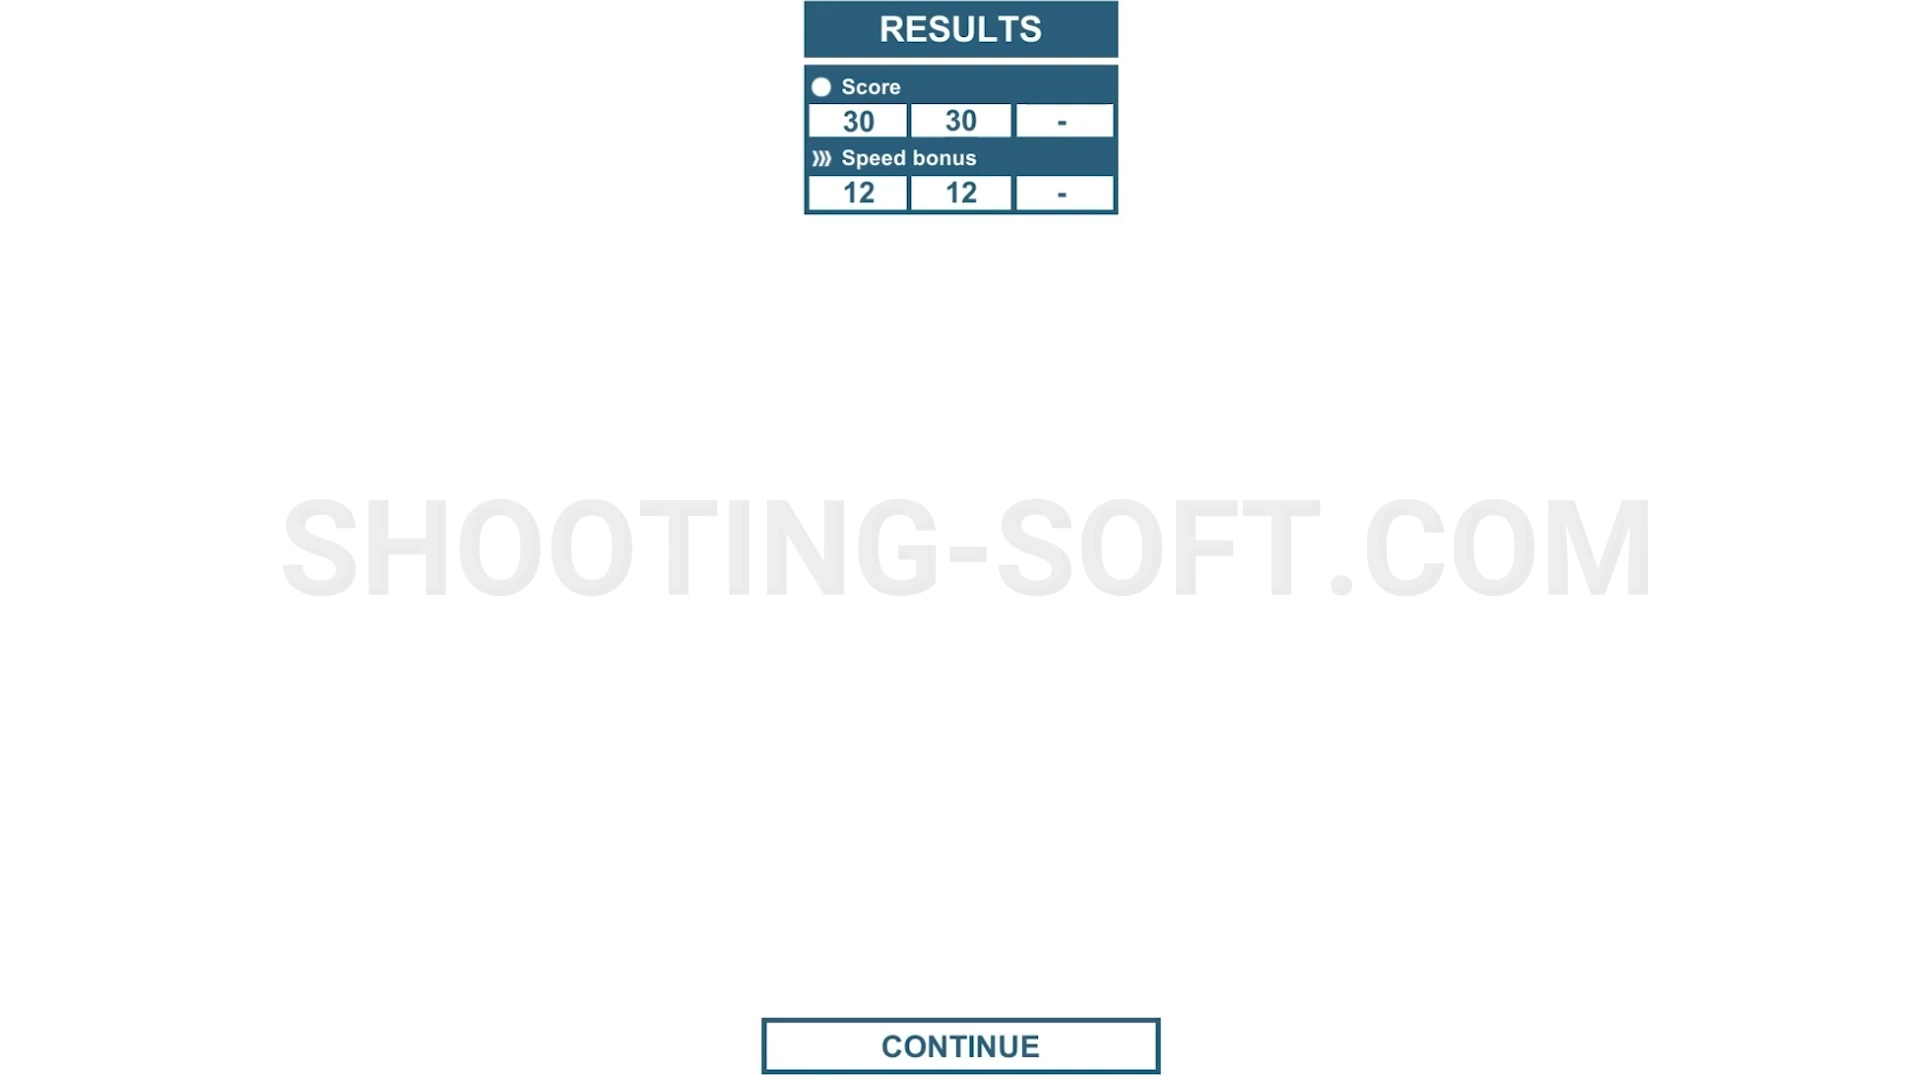 RESULTS
Score
30 30 -
Speed bonus
12 12 -
SHOOTING-SOFT.COM
CONTINUE